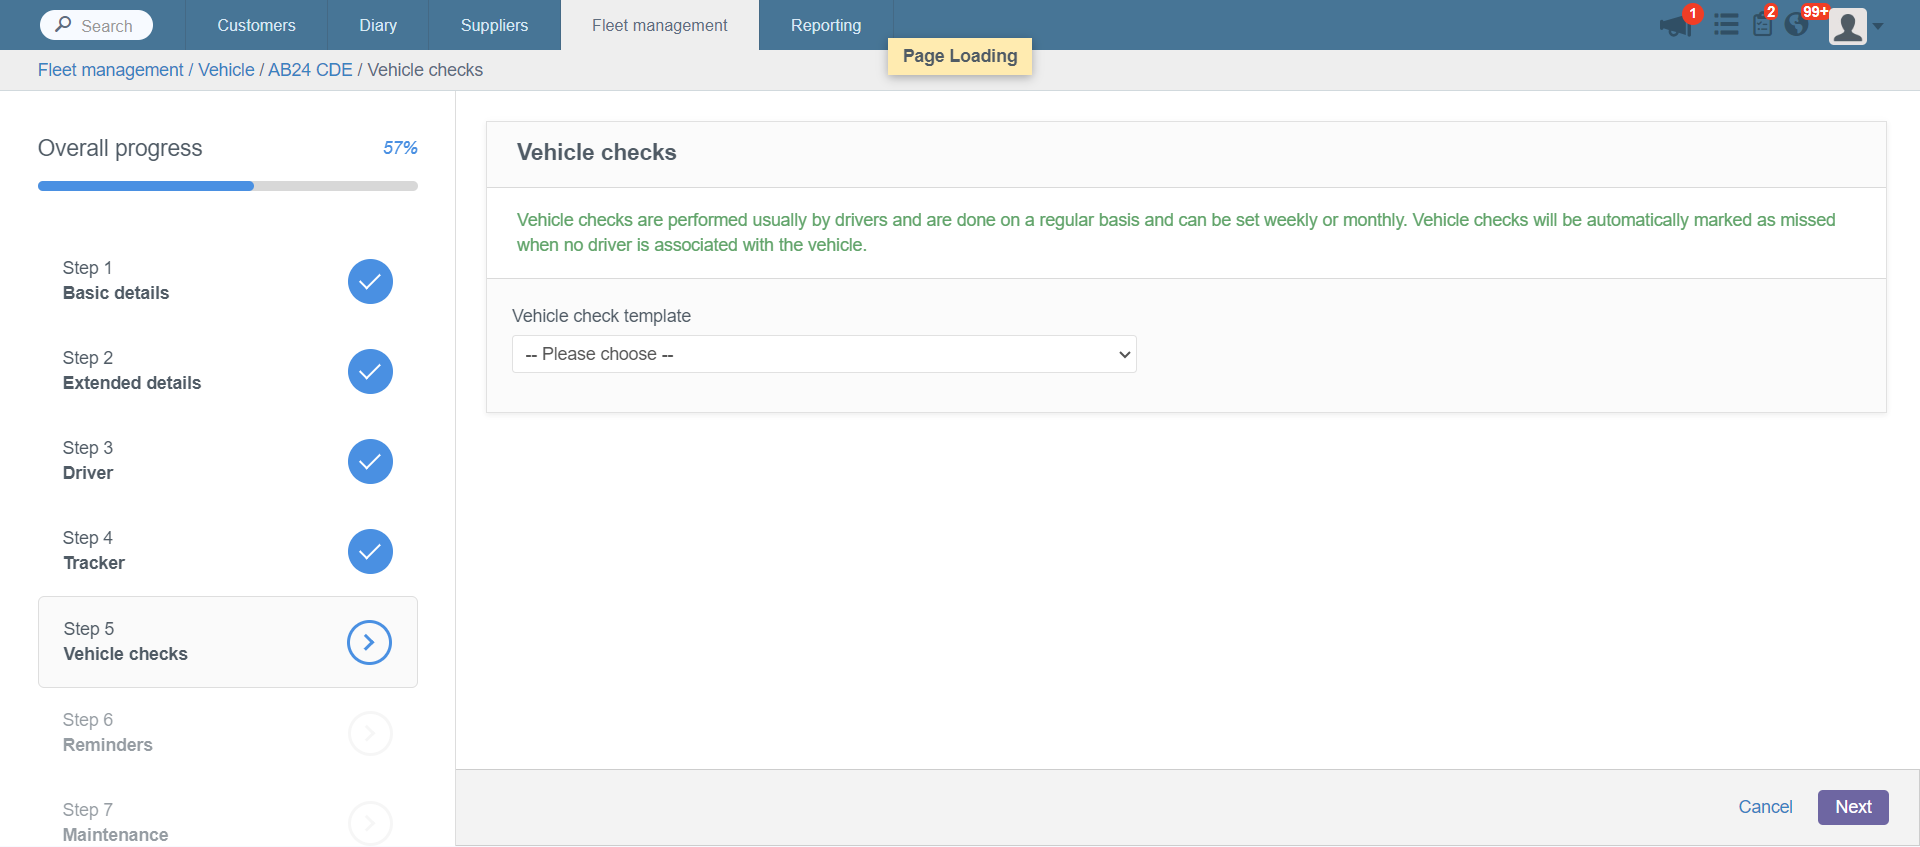 Search
Customers
Diary
Suppliers
Fleet management
Reporting
1
2
99+
Page Loading
Fleet management / Vehicle / AB24 CDE / Vehicle checks
Overall progress
57%
Step 1
Basic details
Step 2
Extended details
Step 3
Driver
Step 4
Tracker
Step 5
Vehicle checks
Step 6
Reminders
Step 7
Maintenance
Vehicle checks
Vehicle checks are performed usually by drivers and are done on a regular basis and can be set weekly or monthly. Vehicle checks will be automatically marked as missed
when no driver is associated with the vehicle.
Vehicle check template
-- Please choose --
Cancel
Next